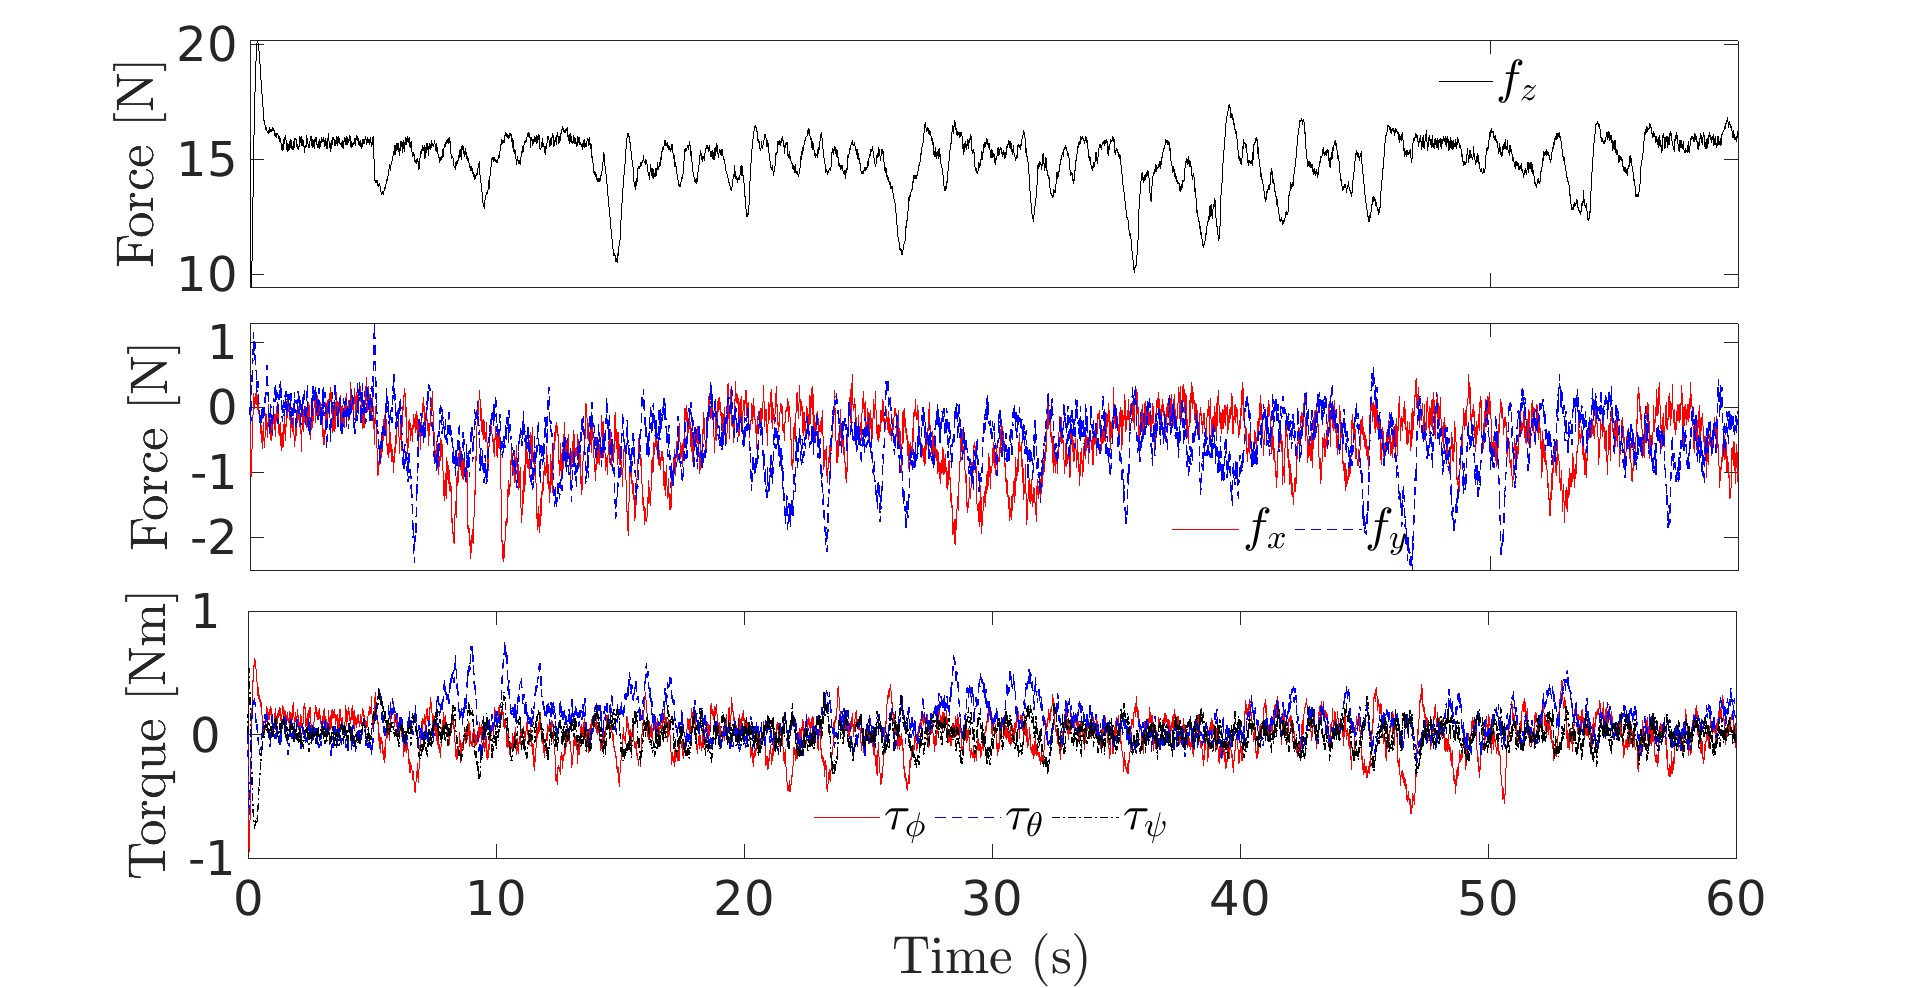 20
15
10
Force [N]
f_z
1
0
-1
-2
Force [N]
f_x f_y
1
0
-1
Torque [Nm]
τ_ϕ τ_θ τ_ψ
0 10 20 30 40 50 60
Time (s)